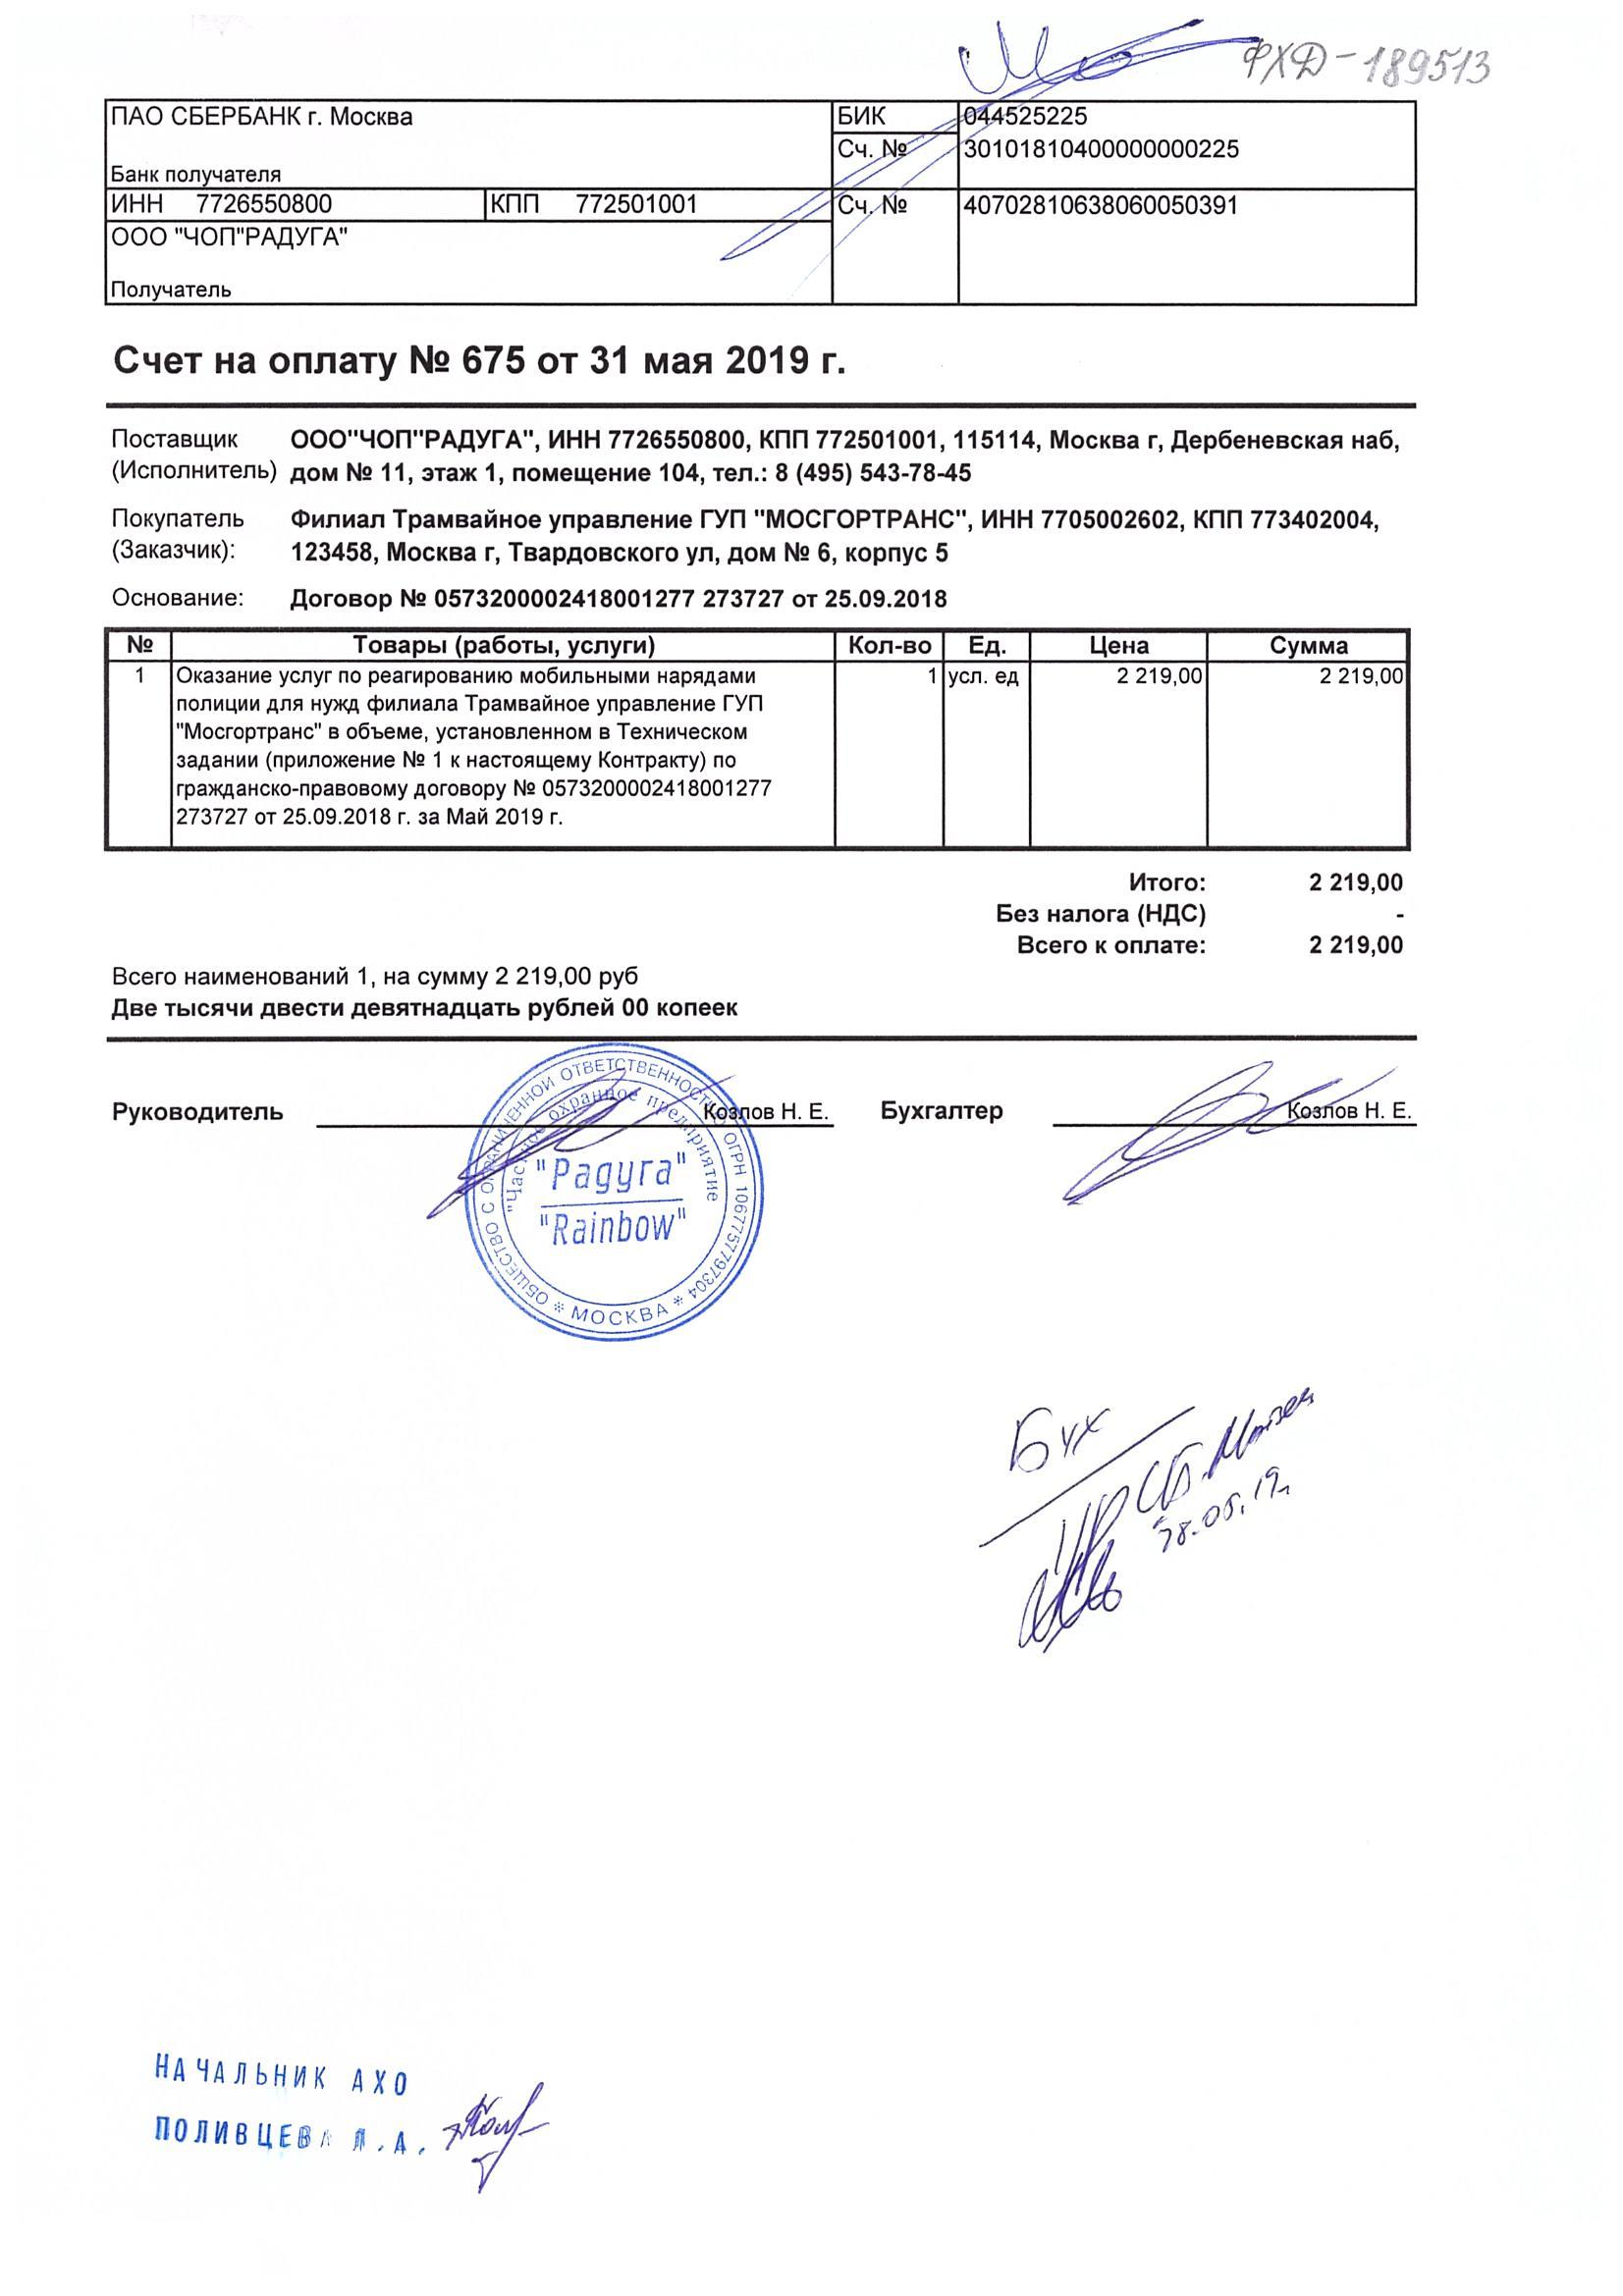 ФХД-189513
ПАО СБЕРБАНК г. Москва
БИК 044525225
Сч. № 30101810400000000225
Банк получателя
ИНН 7726550800 КПП 772501001 Сч. № 40702810638060050391
ООО "ЧОП"РАДУГА"
Получатель
Счет на оплату № 675 от 31 мая 2019 г.
Поставщик (Исполнитель) ООО"ЧОП"РАДУГА", ИНН 7726550800, КПП 772501001, 115114, Москва г, Дербеневская наб,
дом № 11, этаж 1, помещение 104, тел.: 8 (495) 543-78-45
Покупатель (Заказчик): Филиал Трамвайное управление ГУП "МОСГОРТРАНС", ИНН 7705002602, КПП 773402004,
123458, Москва г, Твардовского ул, дом № 6, корпус 5
Основание: Договор № 0573200002418001277 273727 от 25.09.2018
№ Товары (работы, услуги) Кол-во Ед. Цена Сумма
1 Оказание услуг по реагированию мобильными нарядами 1 усл. ед 2 219,00 2 219,00
полиции для нужд филиала Трамвайное управление ГУП
"Мосгортранс" в объеме, установленном в Техническом
задании (приложение № 1 к настоящему Контракту) по
гражданско-правовому договору № 0573200002418001277
273727 от 25.09.2018 г. за Май 2019 г.
Итого: 2 219,00
Без налога (НДС) -
Всего к оплате: 2 219,00
Всего наименований 1, на сумму 2 219,00 руб
Две тысячи двести девятнадцать рублей 00 копеек
Руководитель Козлов Н. Е. Бухгалтер Козлов Н. Е.
ОБЩЕСТВО С ОГРАНИЧЕННОЙ ОТВЕТСТВЕННОСТЬЮ ОГРН 1067757797304
"Частное охранное предприятие
"Радуга"
"Rainbow"
* МОСКВА *
Бух
НАЧАЛЬНИК АХО
ПОЛИВЦЕВА Л.А.